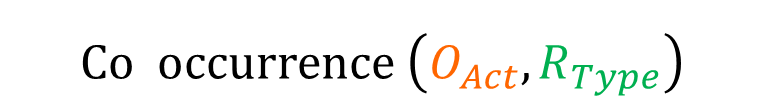 Co occurrence (O_Act, R_Type)